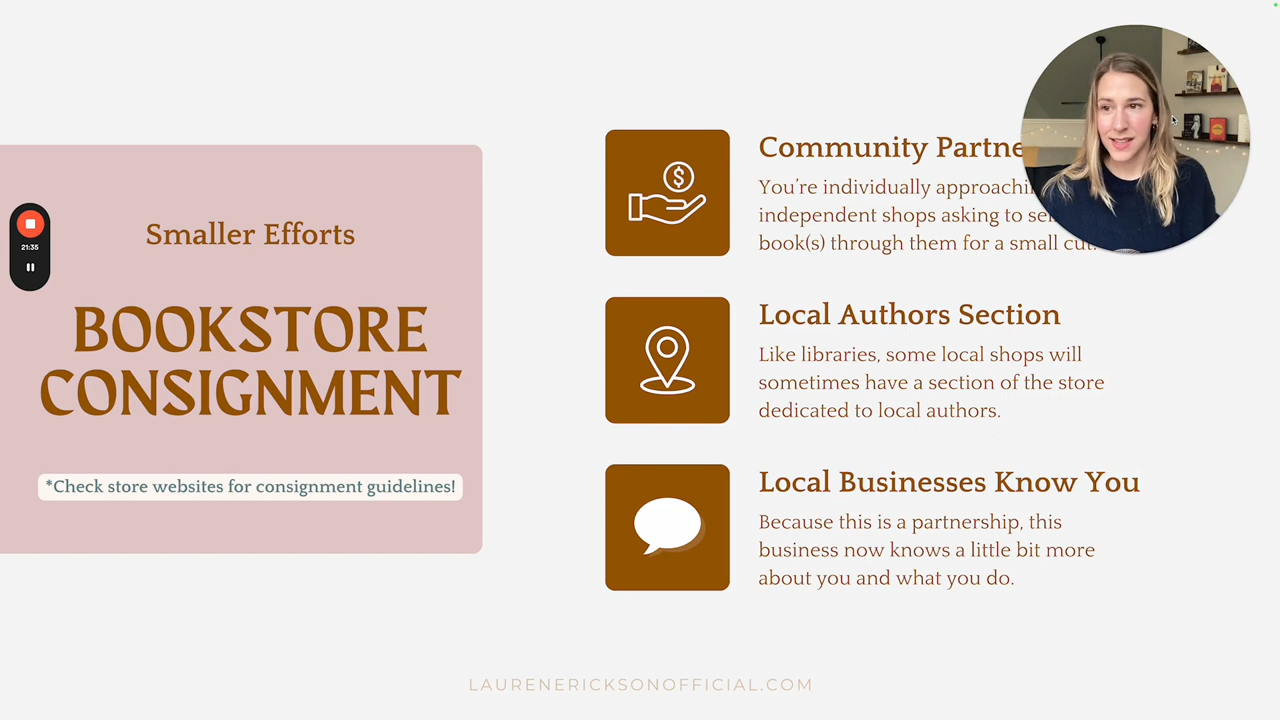 Smaller Efforts
BOOKSTORE
CONSIGNMENT
*Check store websites for consignment guidelines!
21:35
Community
You’re individually
independent shops asking to
book(s) through them for a small cut.
Local Authors Section
Like libraries, some local shops will
sometimes have a section of the store
dedicated to local authors.
Local Businesses Know You
Because this is a partnership, this
business now knows a little bit more
about you and what you do.
LAURENERICKSONOFFICIAL.COM